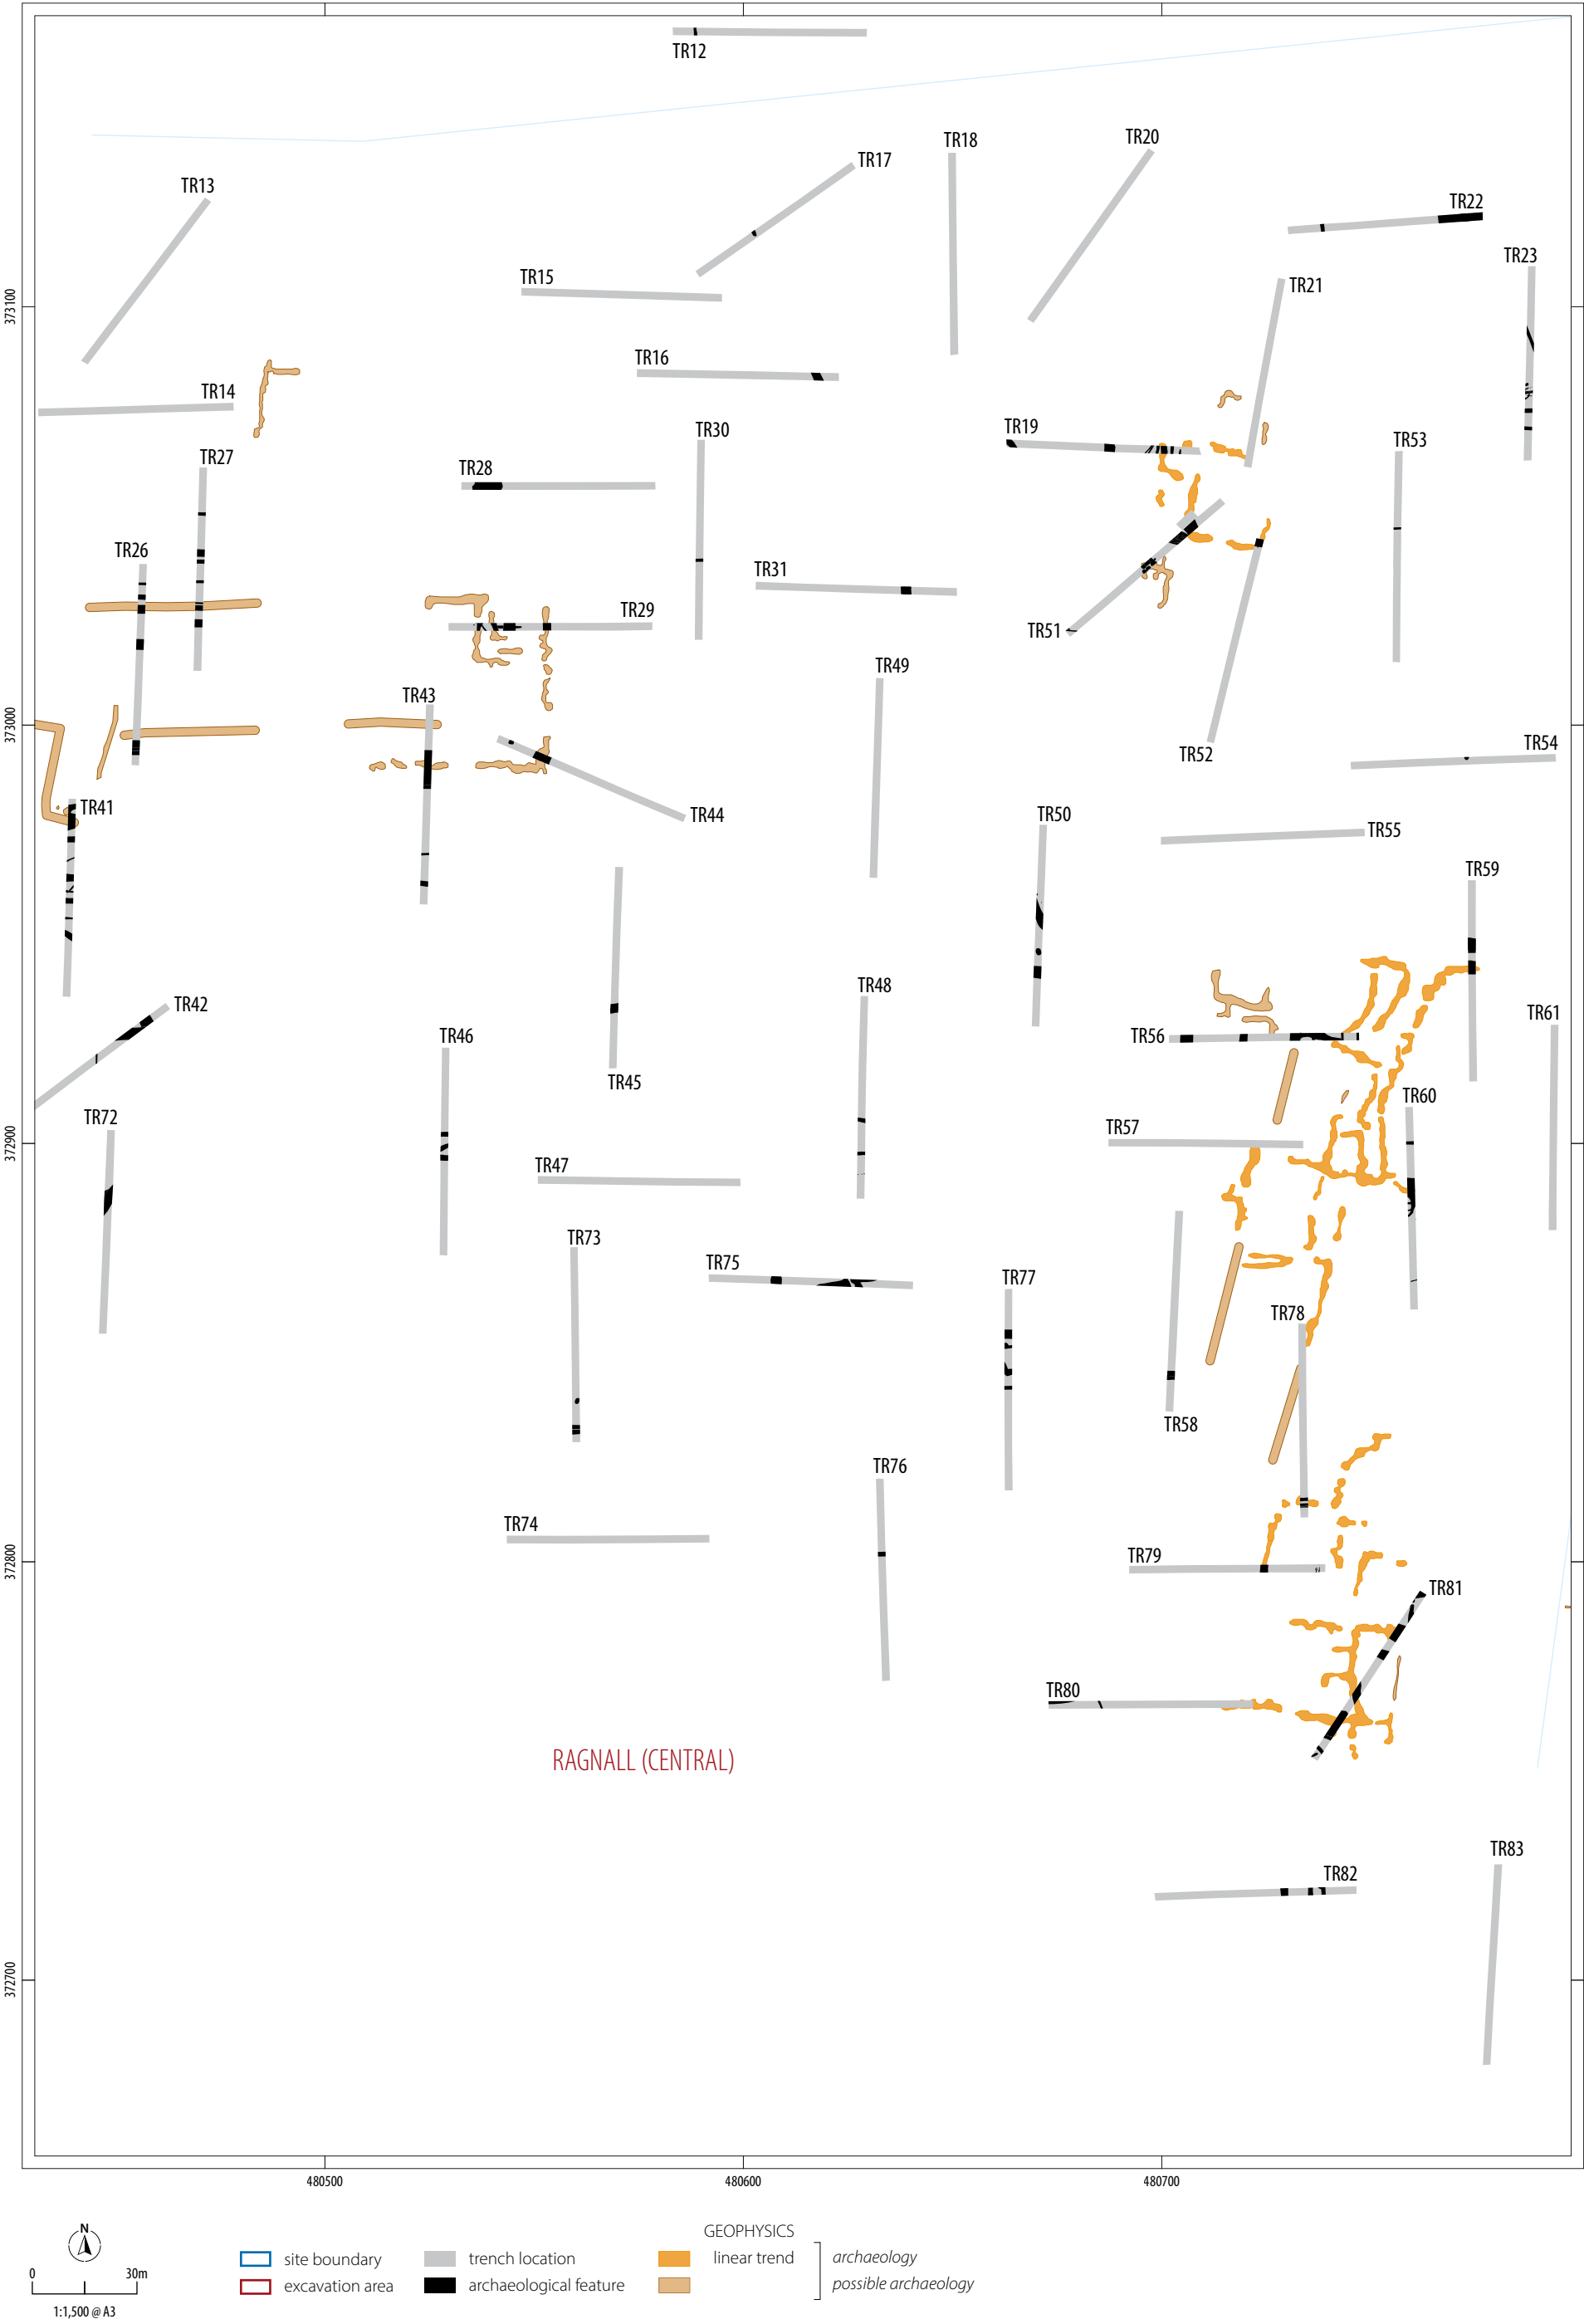 TR12
TR18
TR20
TR17
TR13
TR22
TR23
TR15
TR21
373100
TR16
TR14
TR19
TR30
TR53
TR27
TR28
TR26
TR31
TR29
TR51
TR49
TR43
373000
TR54
TR52
TR41
TR44
TR50
TR55
TR59
TR48
TR42
TR61
TR46
TR56
TR45
TR60
TR72
372900
TR57
TR47
TR73
TR75
TR77
TR78
TR58
TR76
TR74
372800
TR79
TR81
TR80
RAGNALL (CENTRAL)
TR83
TR82
372700
480500 480600 480700
N
0 30m
1:1,500 @ A3
site boundary
excavation area
trench location
archaeological feature
GEOPHYSICS
linear trend
archaeology
possible archaeology